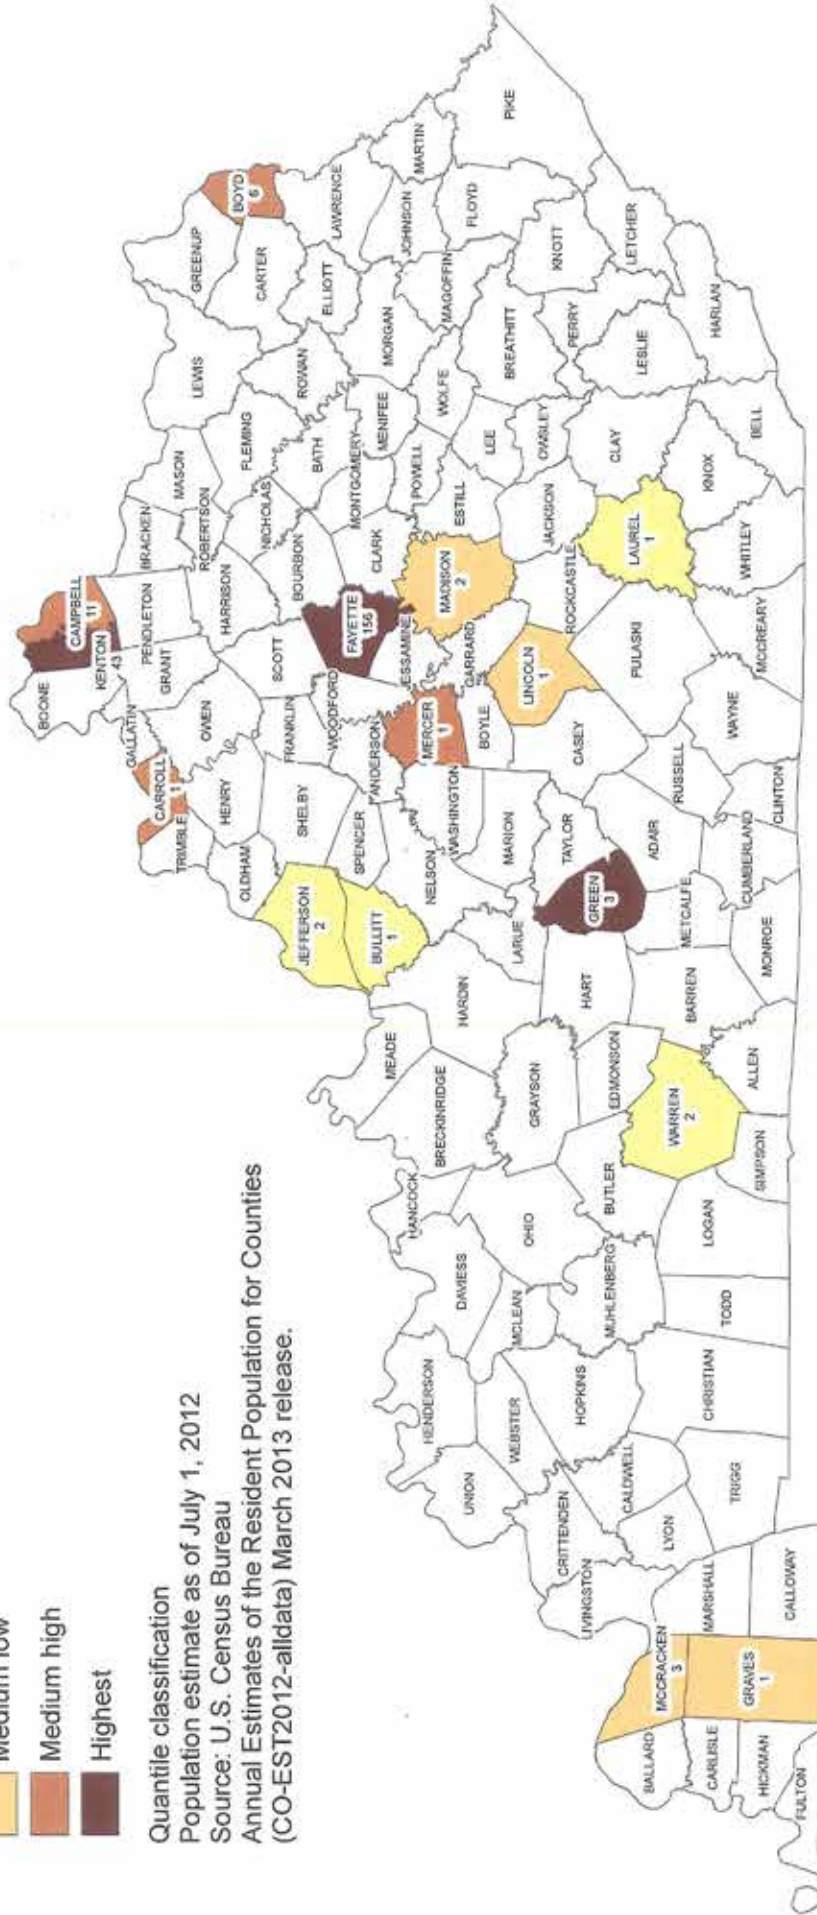 Medium low
Medium high
Highest
Quantile classification
Population estimate as of July 1, 2012
Source: U.S. Census Bureau
Annual Estimates of the Resident Population for Counties
(CO-EST2012-alldata) March 2013 release.
BOONE
KENTON
43
CAMPBELL
11
GALLATIN
PENDLETON
BRACKEN
GRANT
CARROLL
1
TRIMBLE
OWEN
ROBERTSON
MASON
LEWIS
GREENUP
HENRY
HARRISON
NICHOLAS
FLEMING
CARTER
BOYD
6
OLDHAM
SCOTT
BOURBON
BATH
ROWAN
ELLIOTT
LAWRENCE
JEFFERSON
2
SHELBY
FRANKLIN
WOODFORD
FAYETTE
156
CLARK
MONTGOMERY
MENIFEE
MORGAN
JOHNSON
MARTIN
SPENCER
ANDERSON
BULLITT
1
MERCER
1
ESSAMINE
MADISON
2
POWELL
WOLFE
MAGOFFIN
FLOYD
PIKE
MEADE
NELSON
WASHINGTON
BOYLE
GARRARD
ESTILL
LEE
BREATHITT
KNOTT
HANCOCK
BRECKINRIDGE
HARDIN
LARUE
MARION
LINCOLN
1
ROCKCASTLE
JACKSON
OWSLEY
PERRY
LETCHER
HENDERSON
DAVIESS
UNION
WEBSTER
MCLEAN
OHIO
GRAYSON
HART
GREEN
3
TAYLOR
CASEY
PULASKI
LAUREL
1
CLAY
LESLIE
HARLAN
CRITTENDEN
HOPKINS
MUHLENBERG
BUTLER
EDMONSON
LIVINGSTON
CALDWELL
LYON
WARREN
2
BARREN
METCALFE
ADAIR
RUSSELL
WAYNE
MCCREARY
WHITLEY
KNOX
BELL
BALLARD
MCCRACKEN
3
MARSHALL
TRIGG
CHRISTIAN
TODD
LOGAN
SIMPSON
ALLEN
MONROE
CUMBERLAND
CLINTON
CARLISLE
GRAVES
1
CALLOWAY
HICKMAN
FULTON